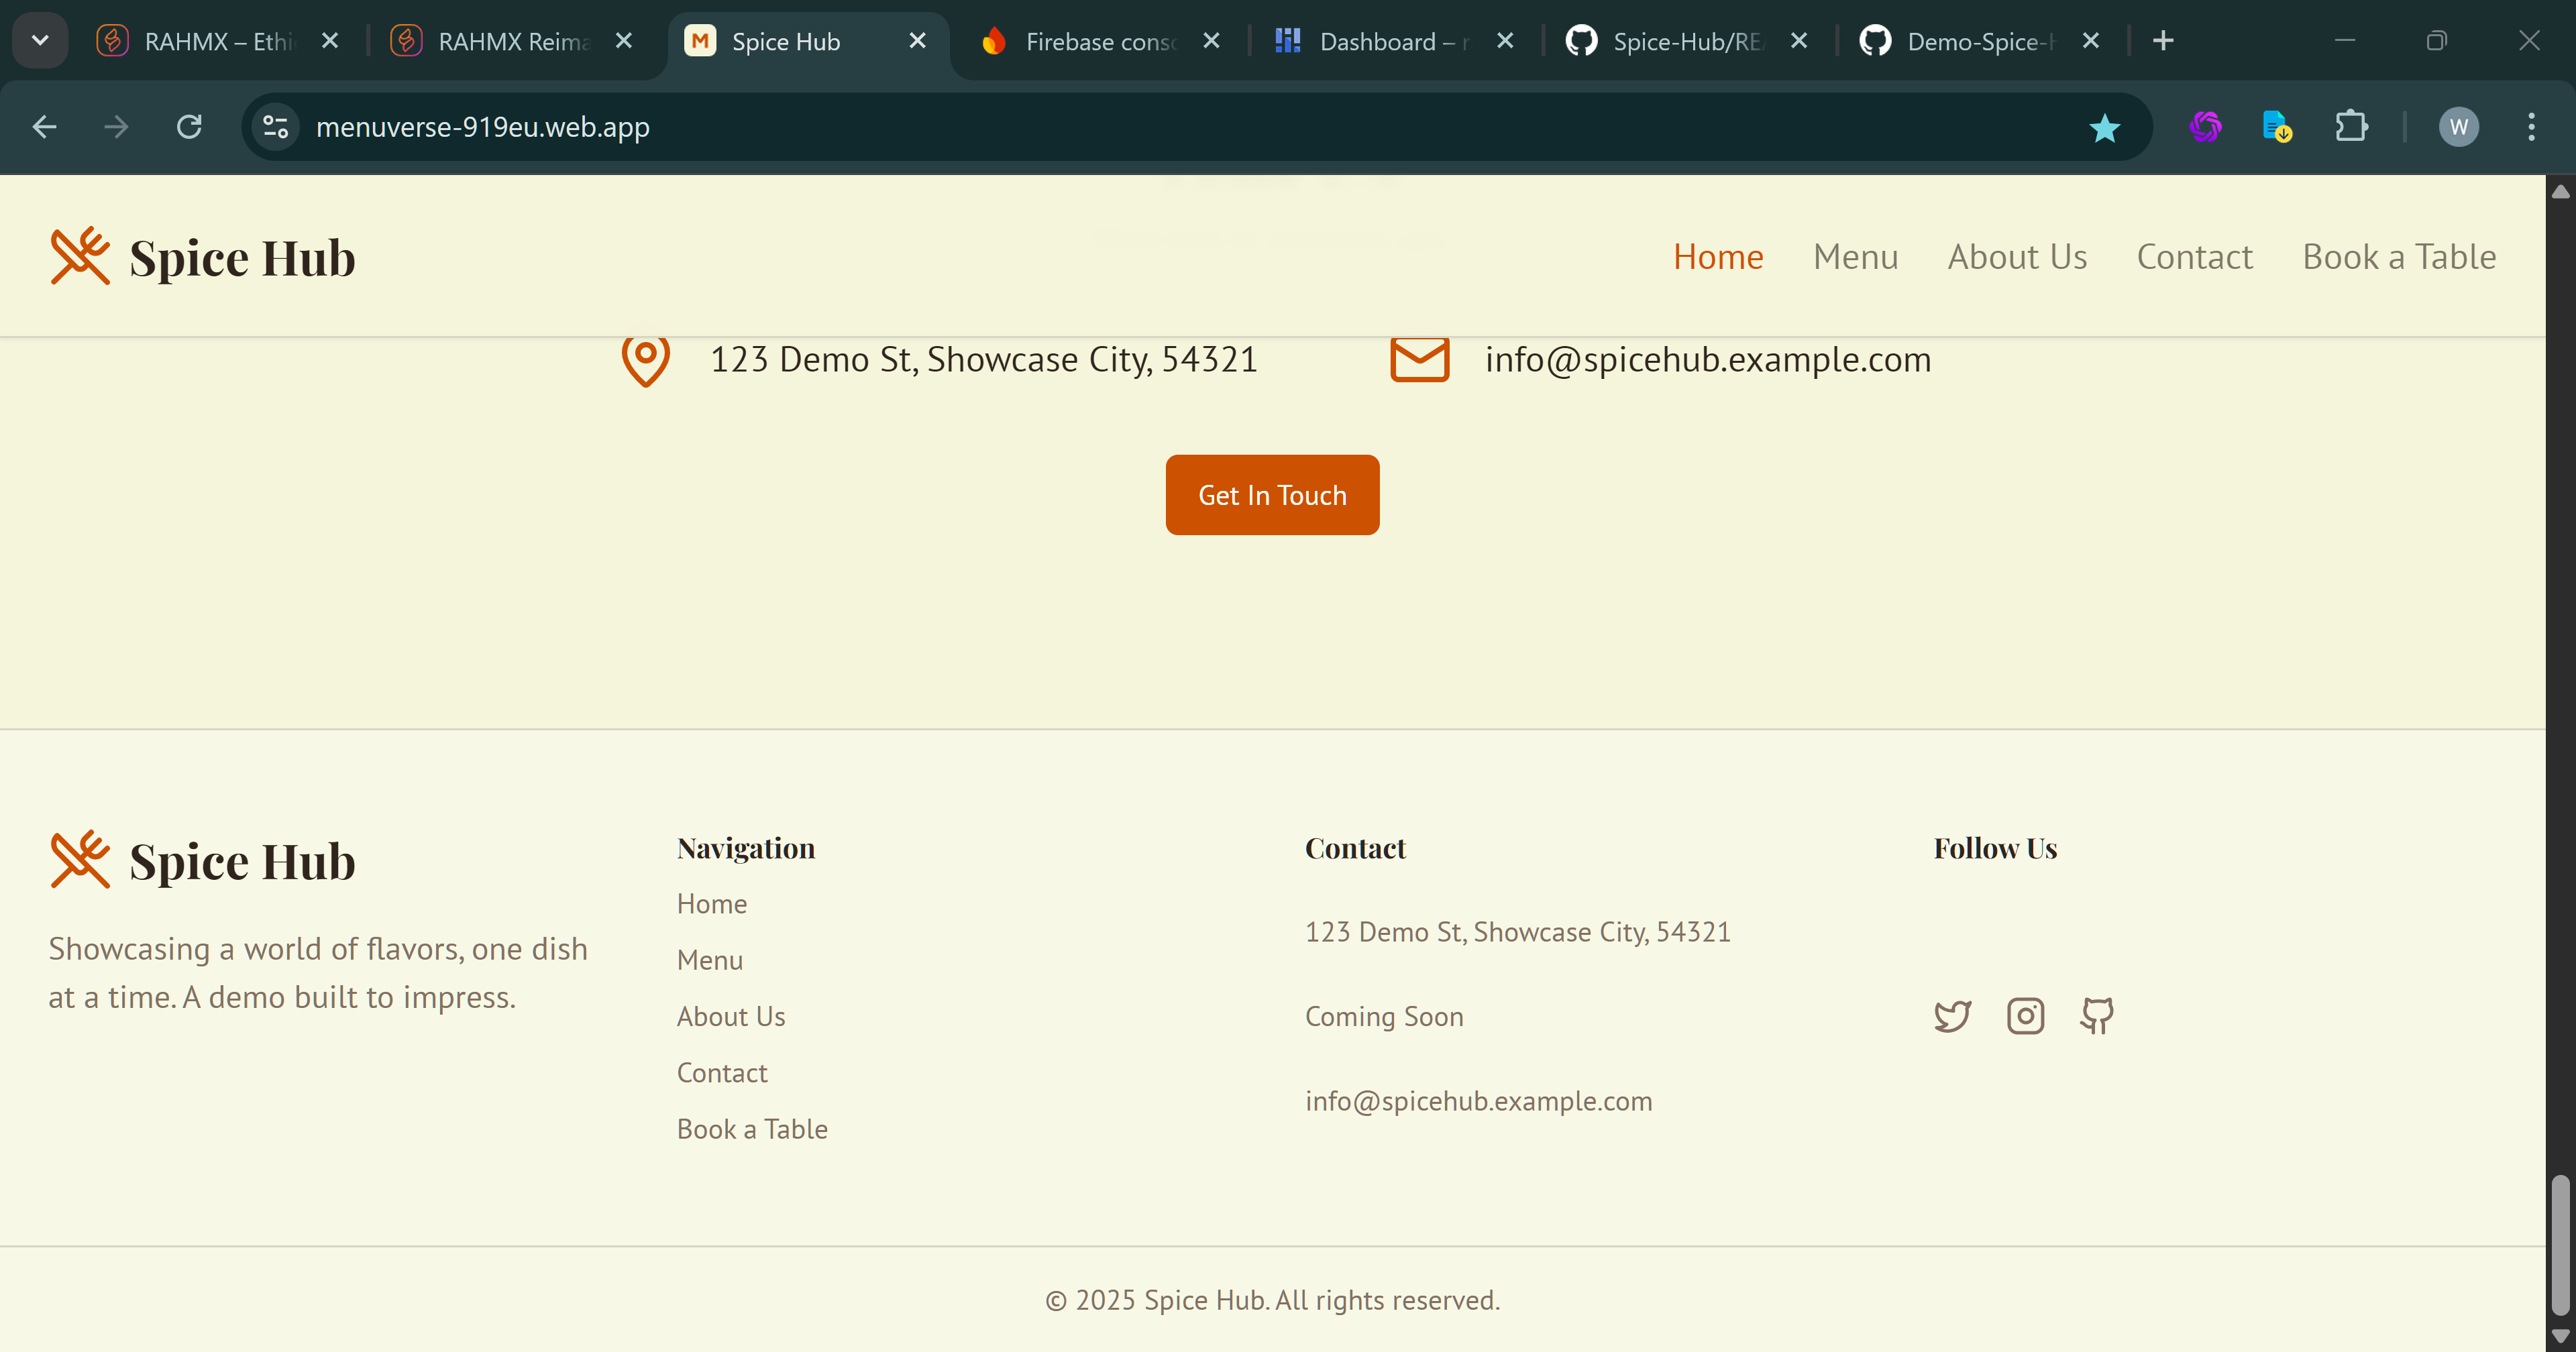 RAHMX – Ethi
RAHMX Reima
M
Spice Hub
Firebase conso
Dashboard – r
Spice-Hub/REA
Demo-Spice-H
menuverse-919eu.web.app
W
Spice Hub
Home
Menu
About Us
Contact
Book a Table
123 Demo St, Showcase City, 54321
info@spicehub.example.com
Get In Touch
Spice Hub
Showcasing a world of flavors, one dish
at a time. A demo built to impress.
Navigation
Home
Menu
About Us
Contact
Book a Table
Contact
123 Demo St, Showcase City, 54321
Coming Soon
info@spicehub.example.com
Follow Us
© 2025 Spice Hub. All rights reserved.